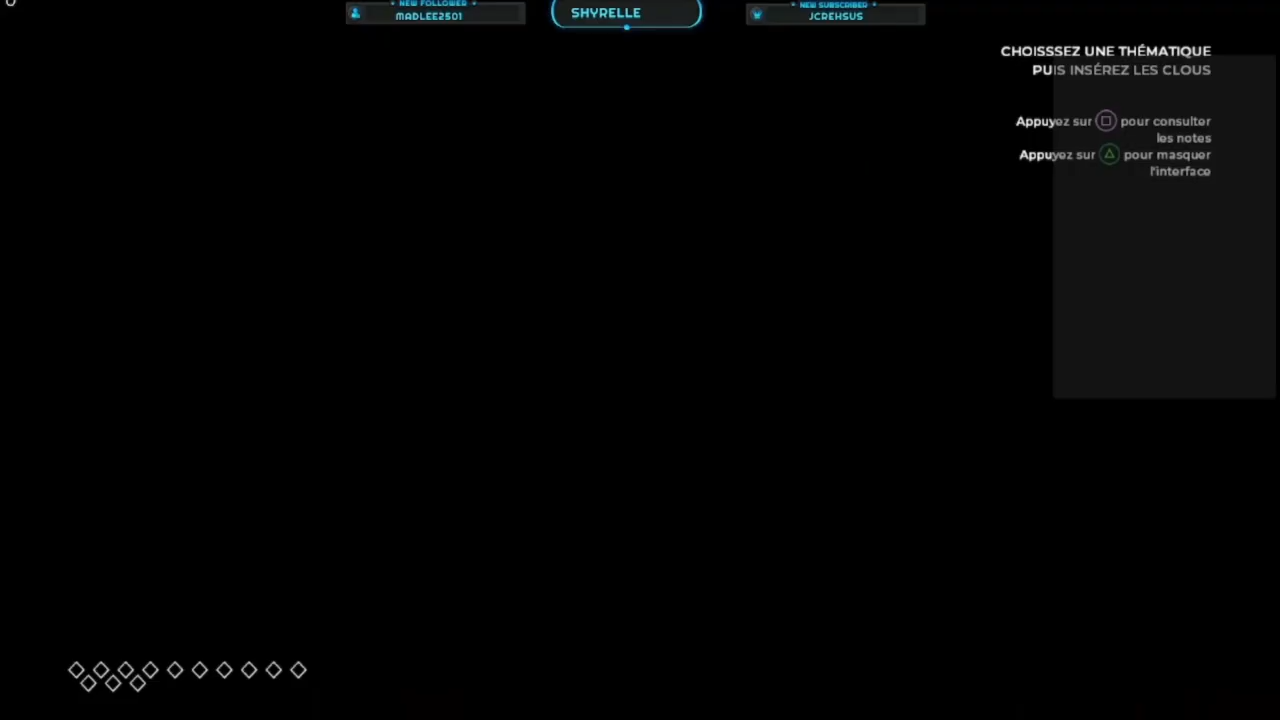 NEW FOLLOWER
MADLEE2501
SHYRELLE
NEW SUBSCRIBER
JCREHSUS
CHOISSSEZ UNE THÉMATIQUE
PUIS INSÉREZ LES CLOUS
Appuyez sur pour consulter
les notes
Appuyez sur pour masquer
l'interface